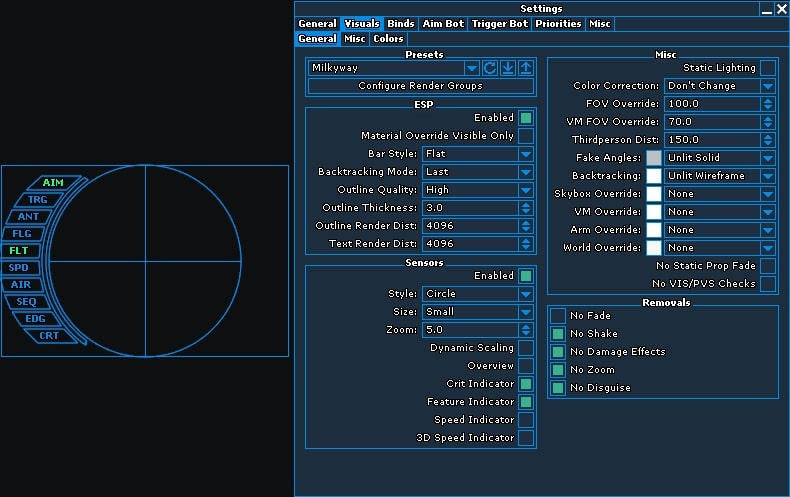 Settings
General Visuals Binds Aim Bot Trigger Bot Priorities Misc
General Misc Colors
Presets
Milkyway
Configure Render Groups
ESP
Enabled
Material Override Visible Only
Bar Style: Flat
Backtracking Mode: Last
Outline Quality: High
Outline Thickness: 3.0
Outline Render Dist: 4096
Text Render Dist: 4096
Sensors
Enabled
Style: Circle
Size: Small
Zoom: 5.0
Dynamic Scaling
Overview
Crit Indicator
Feature Indicator
Speed Indicator
3D Speed Indicator
Misc
Static Lighting
Color Correction: Don't Change
FOV Override: 100.0
VM FOV Override: 70.0
Thirdperson Dist: 150.0
Fake Angles: Unlit Solid
Backtracking: Unlit Wireframe
Skybox Override: None
VM Override: None
Arm Override: None
World Override: None
No Static Prop Fade
No VIS/PVS Checks
Removals
No Fade
No Shake
No Damage Effects
No Zoom
No Disguise
AIM
TRG
ANT
FLG
FLT
SPD
AIR
SEQ
EDG
CRT